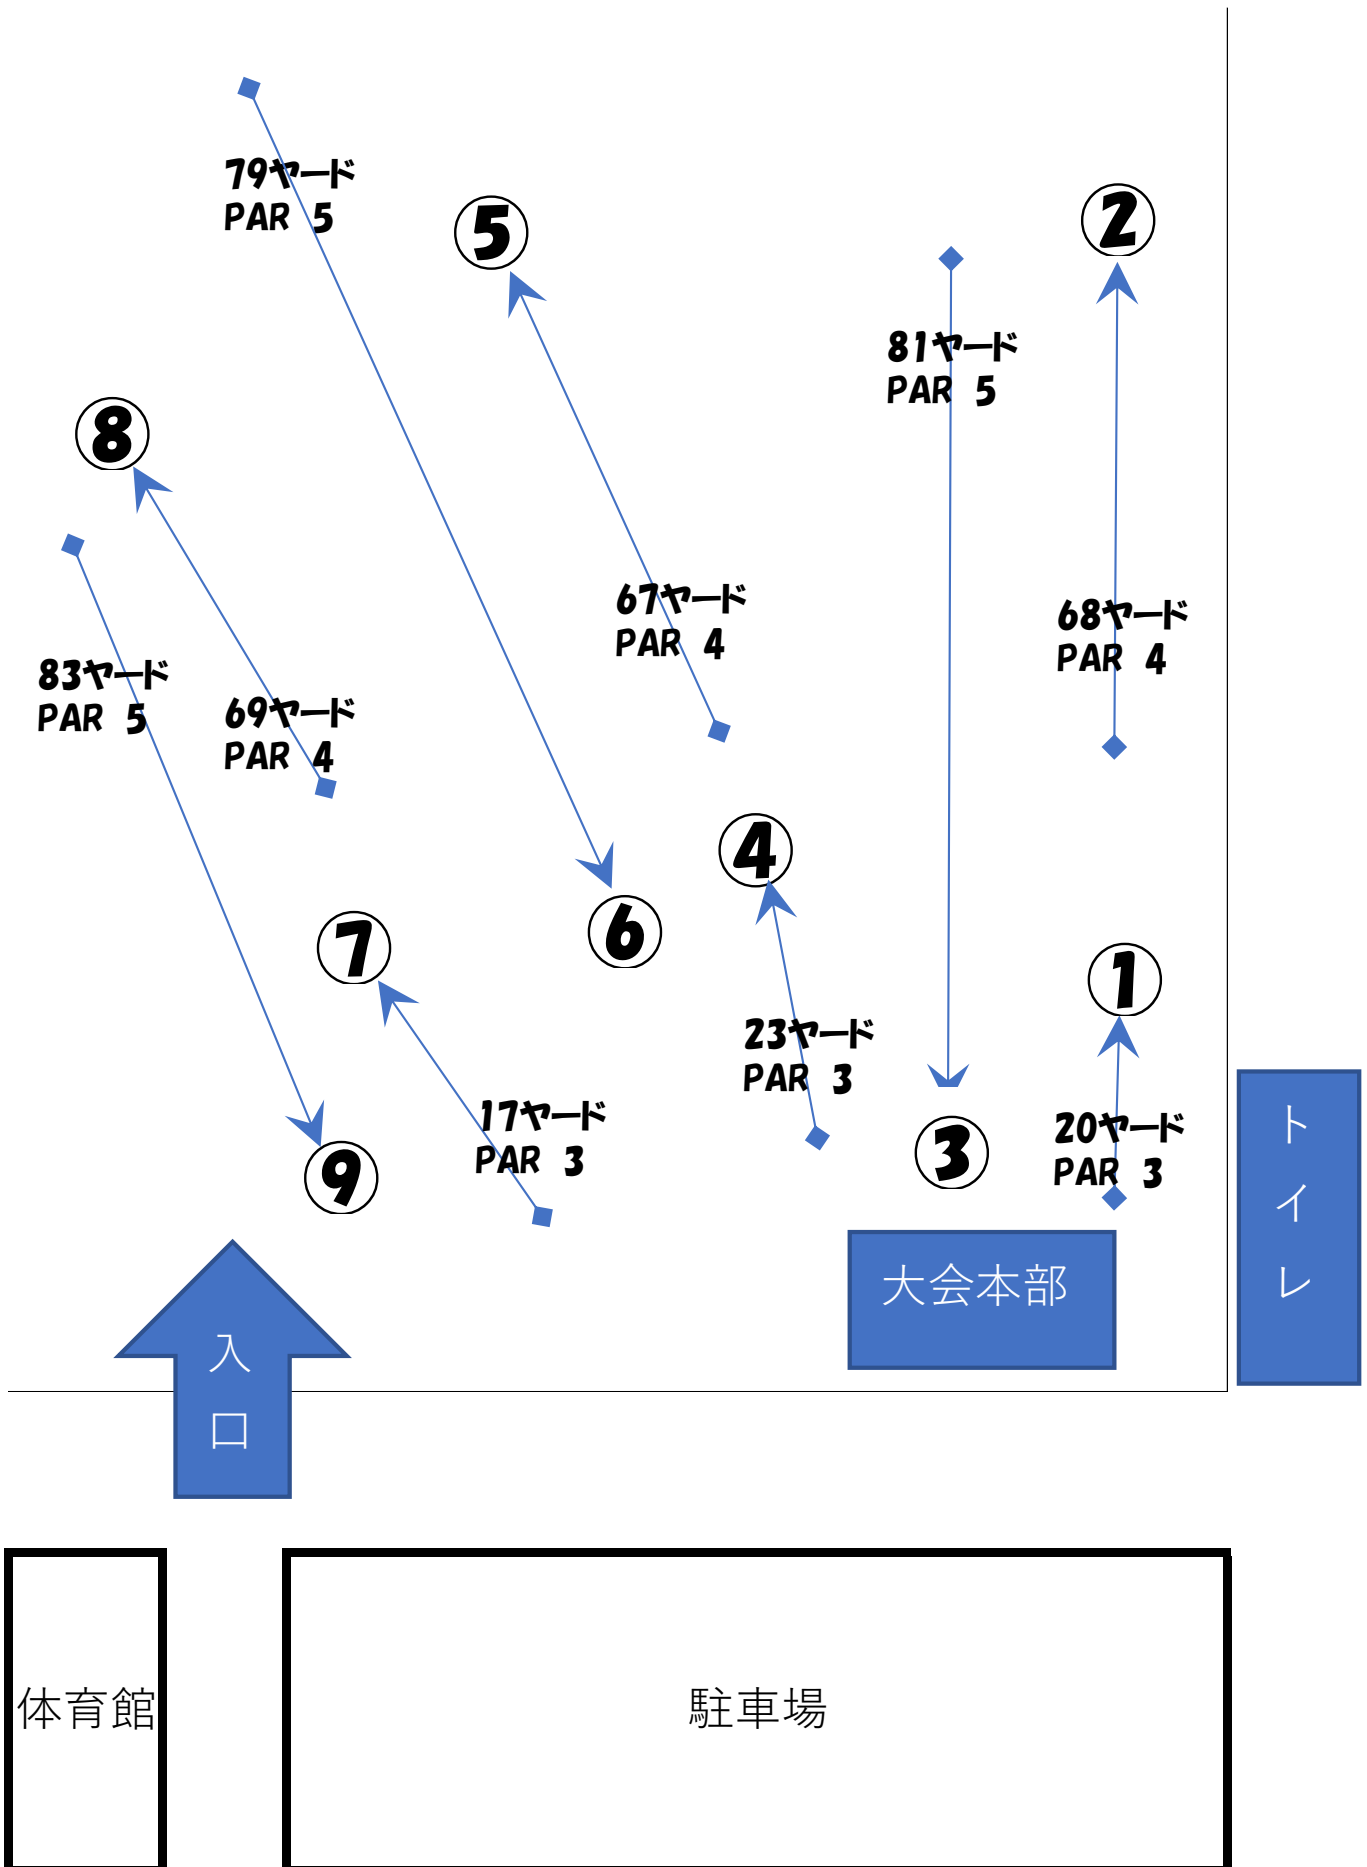 79ヤード
PAR 5
⑤
②
81ヤード
PAR 5
⑧
67ヤード
PAR 4
68ヤード
PAR 4
83ヤード
PAR 5
69ヤード
PAR 4
④
⑥
⑦
①
23ヤード
PAR 3
17ヤード
PAR 3
③
20ヤード
PAR 3
⑨
トイレ
大会本部
入口
体育館
駐車場